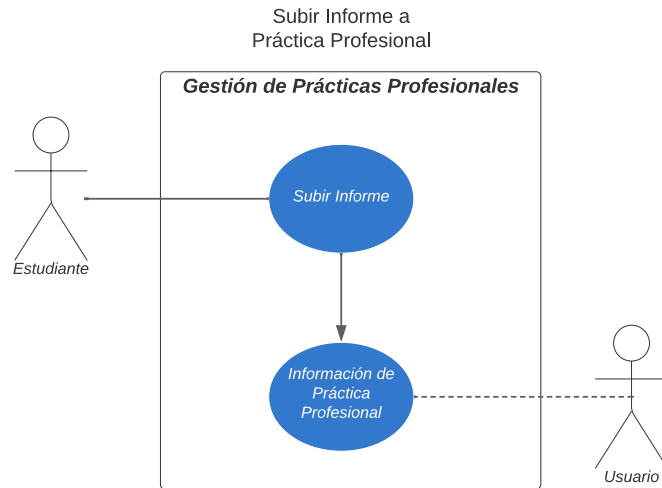 Subir Informe a
Práctica Profesional
Gestión de Prácticas Profesionales
Subir Informe
Estudiante
Información de
Práctica
Profesional
Usuario